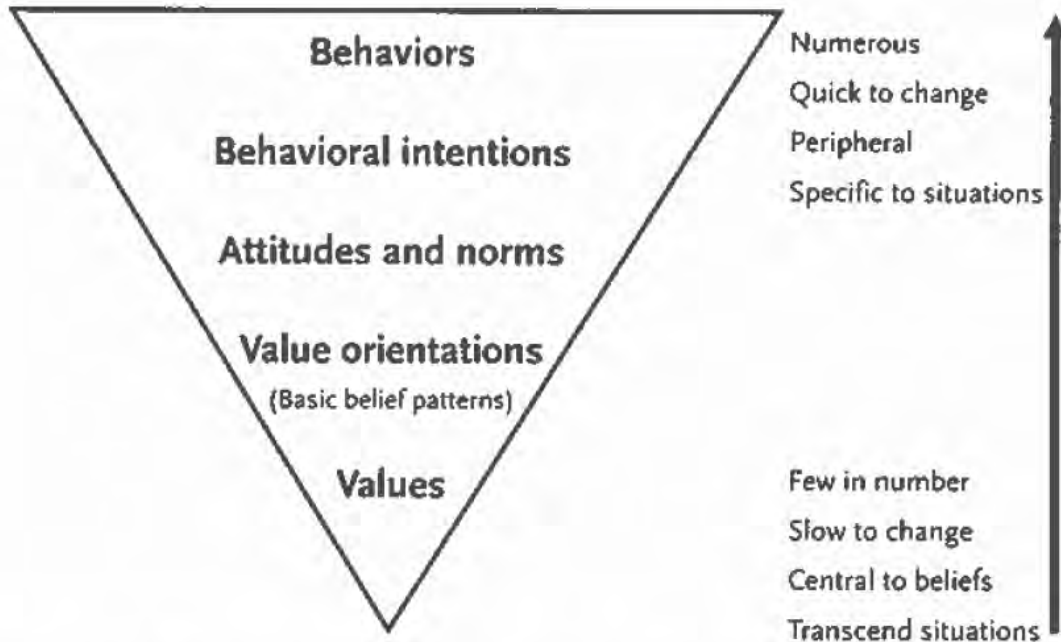 Behaviors
Behavioral intentions
Attitudes and norms
Value orientations
(Basic belief patterns)
Values
Numerous
Quick to change
Peripheral
Specific to situations
Few in number
Slow to change
Central to beliefs
Transcend situations